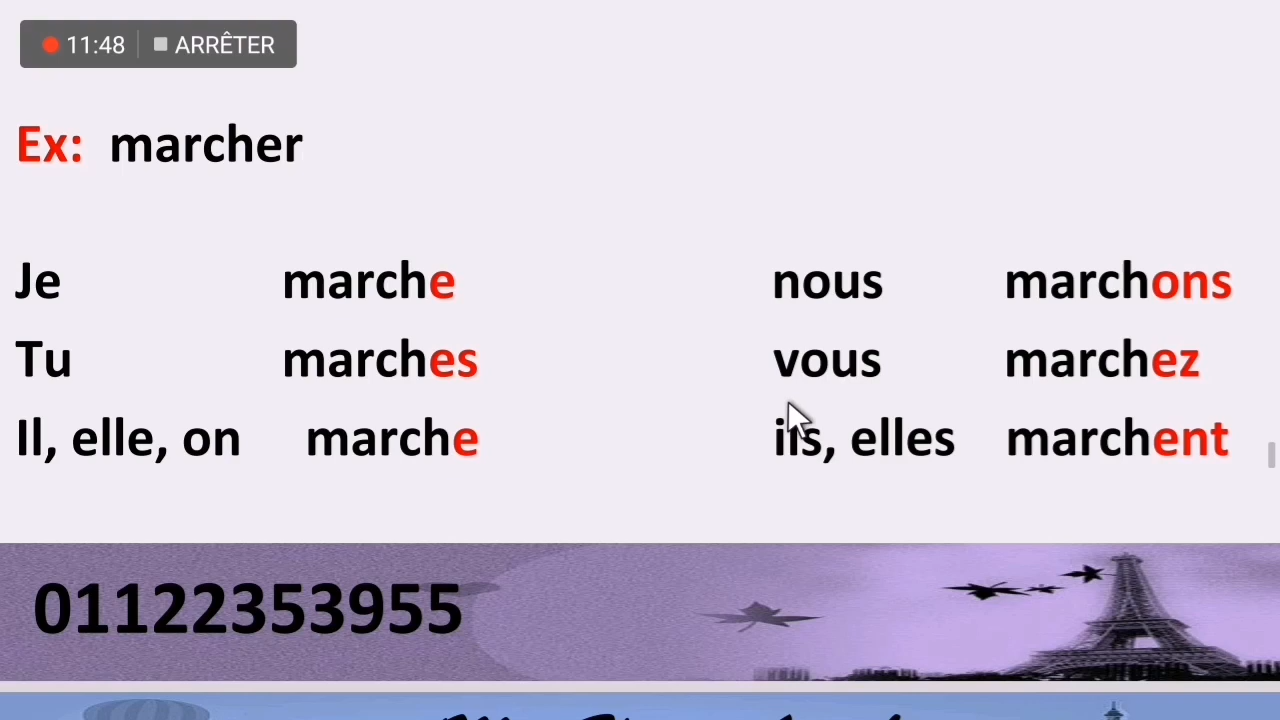 11:48 ARRÊTER
Ex: marcher
Je marche nous marchons
Tu marches vous marchez
Il, elle, on marche ils, elles marchent
01122353955